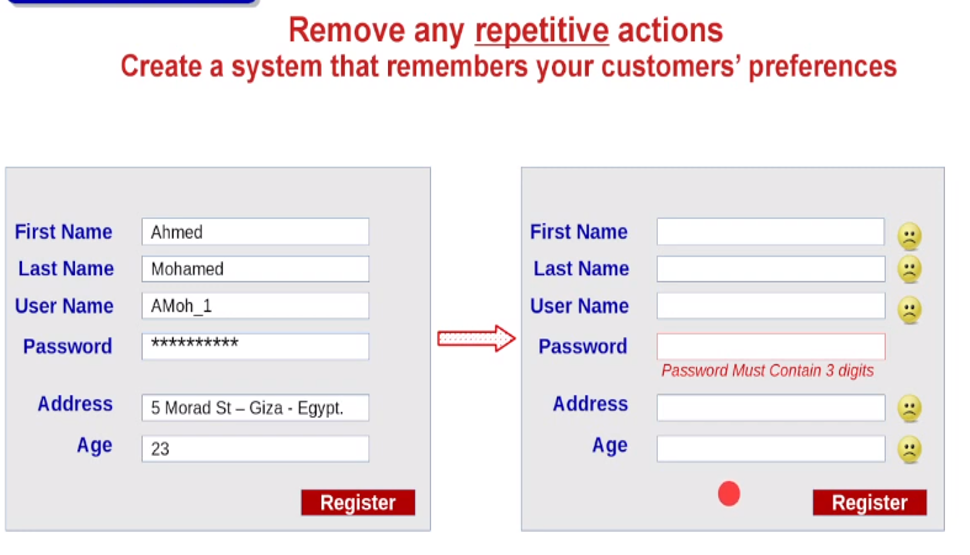 Remove any repetitive actions
Create a system that remembers your customers’ preferences
First Name Ahmed
Last Name Mohamed
User Name AMoh_1
Password **********
Address 5 Morad St – Giza - Egypt.
Age 23
Register
First Name
Last Name
User Name
Password
Password Must Contain 3 digits
Address
Age
Register